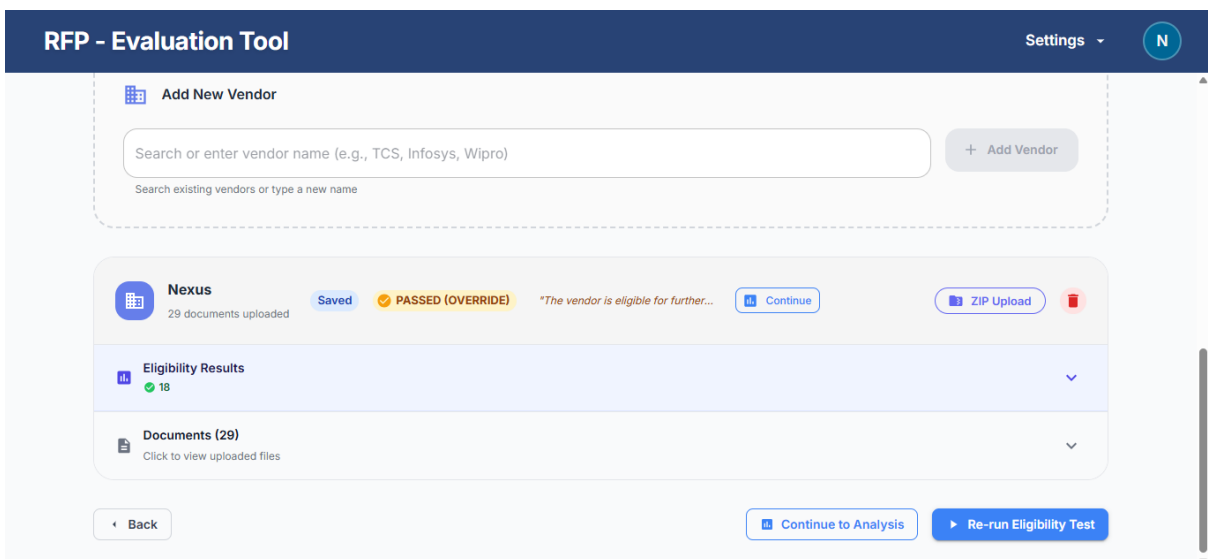 RFP - Evaluation Tool
Settings
N
Add New Vendor
Search or enter vendor name (e.g., TCS, Infosys, Wipro)
+ Add Vendor
Search existing vendors or type a new name
Nexus
29 documents uploaded
Saved
PASSED (OVERRIDE)
"The vendor is eligible for further...
Continue
ZIP Upload
Eligibility Results
18
Documents (29)
Click to view uploaded files
Back
Continue to Analysis
Re-run Eligibility Test